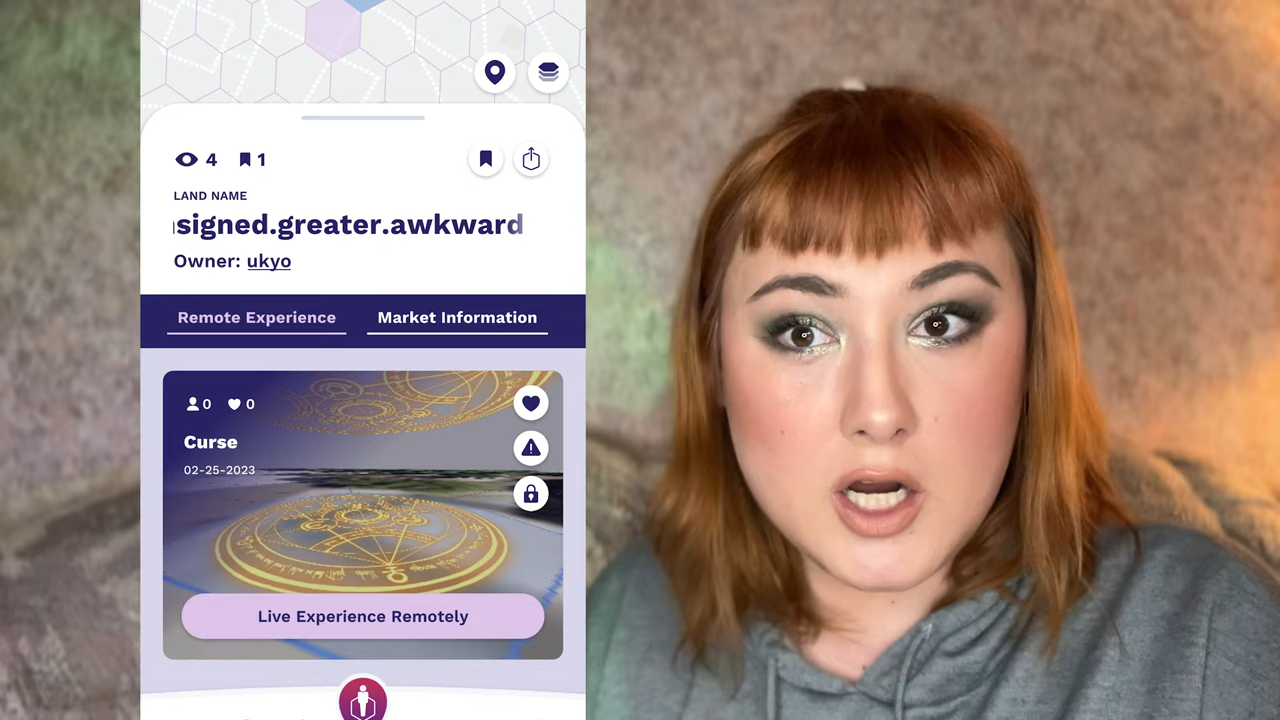 4
1
LAND NAME
signed.greater.awkward
Owner: ukyo
Remote Experience
Market Information
0
0
Curse
02-25-2023
Live Experience Remotely